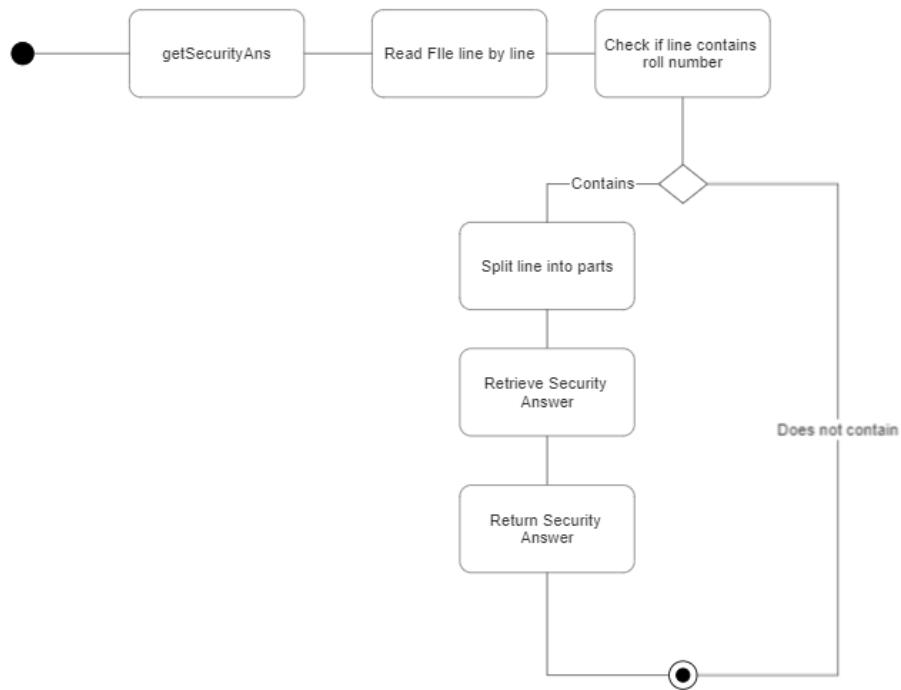 getSecurityAns
Read FIle line by line
Check if line contains
roll number
Contains
Split line into parts
Retrieve Security
Answer
Does not contain
Return Security
Answer